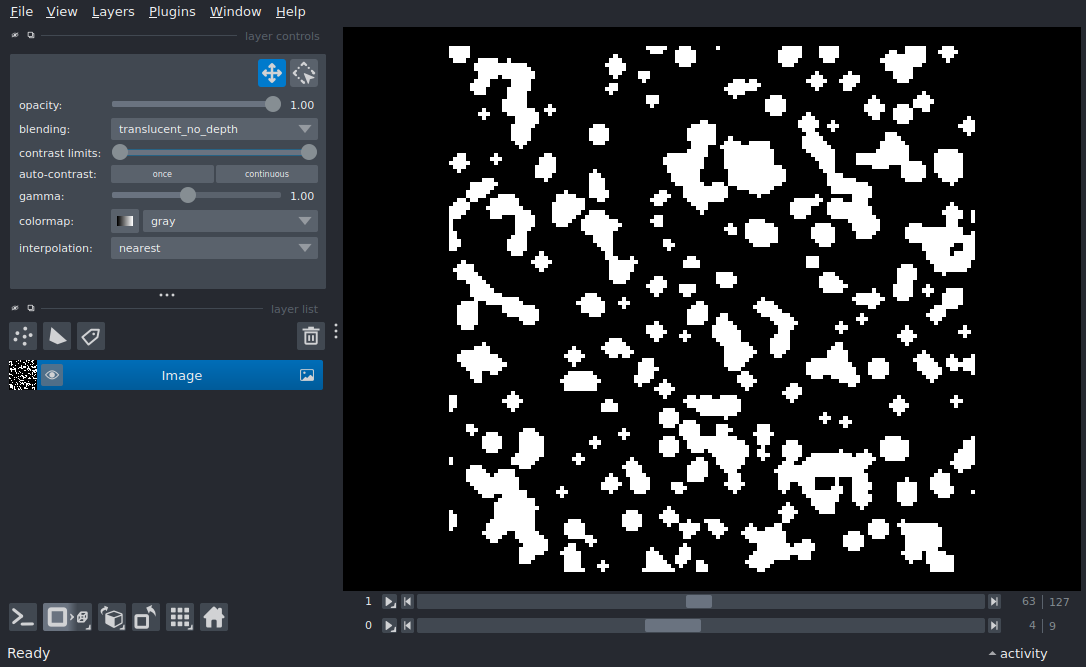 File View Layers Plugins Window Help
layer controls
opacity: 1.00
blending: translucent_no_depth
contrast limits:
auto-contrast: once continuous
gamma: 1.00
colormap: gray
interpolation: nearest
layer list
Image
1 63 127
0 4 9
Ready activity